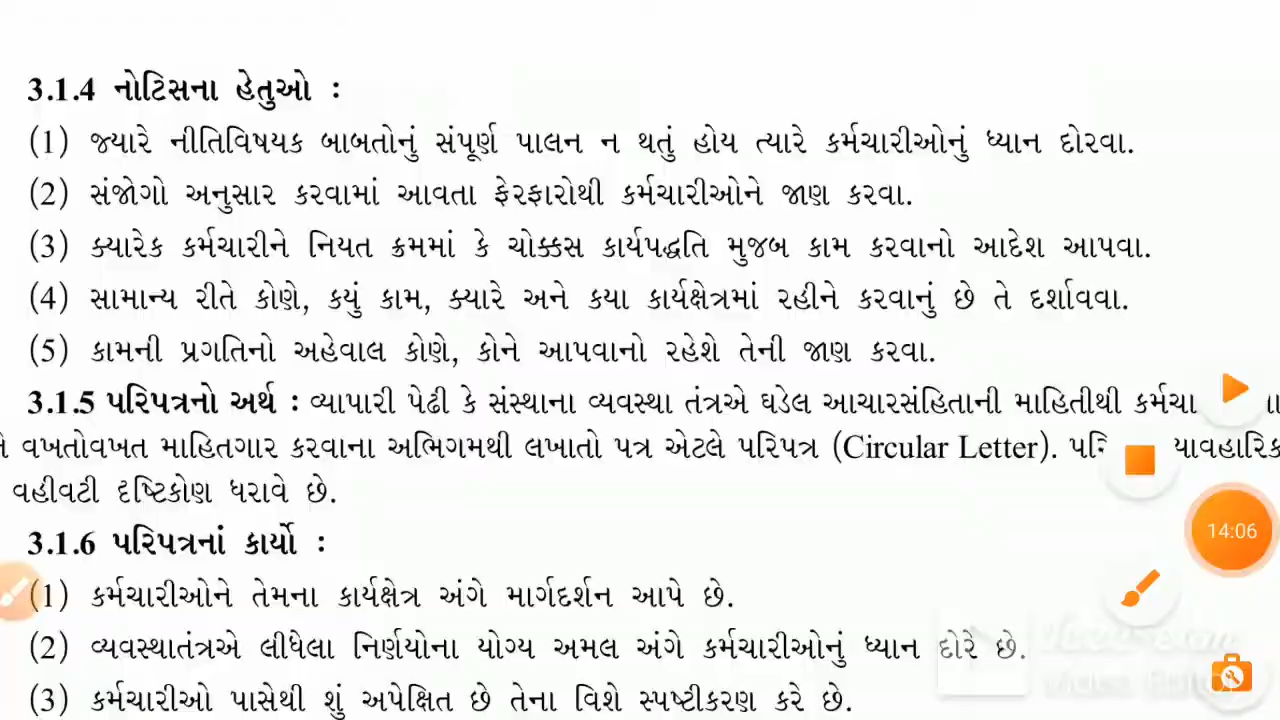 3.1.4 નોટિસના હેતુઓ :
(1) જ્યારે નીતિવિષયક બાબતોનું સંપૂર્ણ પાલન ન થતું હોય ત્યારે કર્મચારીઓનું ધ્યાન દોરવા.
(2) સંજોગો અનુસાર કરવામાં આવતા ફેરફારોથી કર્મચારીઓને જાણ કરવા.
(3) ક્યારેક કર્મચારીને નિયત ક્રમમાં કે ચોક્કસ કાર્યપદ્ધતિ મુજબ કામ કરવાનો આદેશ આપવા.
(4) સામાન્ય રીતે કોણે, કયું કામ, ક્યારે અને કયા કાર્યક્ષેત્રમાં રહીને કરવાનું છે તે દર્શાવવા.
(5) કામની પ્રગતિનો અહેવાલ કોણે, કોને આપવાનો રહેશે તેની જાણ કરવા.
3.1.5 પરિપત્રનો અર્થ : વ્યાપારી પેઢી કે સંસ્થાના વ્યવસ્થા તંત્રએ ઘડેલ આચારસંહિતાની માહિતીથી
વખતોવખત માહિતગાર કરવાના અભિગમથી લખાતો પત્ર એટલે પરિપત્ર (Circular Letter).
વહીવટી દૃષ્ટિકોણ ધરાવે છે.
3.1.6 પરિપત્રનાં કાર્યો :
(1) કર્મચારીઓને તેમના કાર્યક્ષેત્ર અંગે માર્ગદર્શન આપે છે.
(2) વ્યવસ્થાતંત્રએ લીધેલા નિર્ણયોના યોગ્ય અમલ અંગે કર્મચારીઓનું ધ્યાન દોરે છે.
(3) કર્મચારીઓ પાસેથી શું અપેક્ષિત છે તેના વિશે સ્પષ્ટીકરણ કરે છે.
14:06